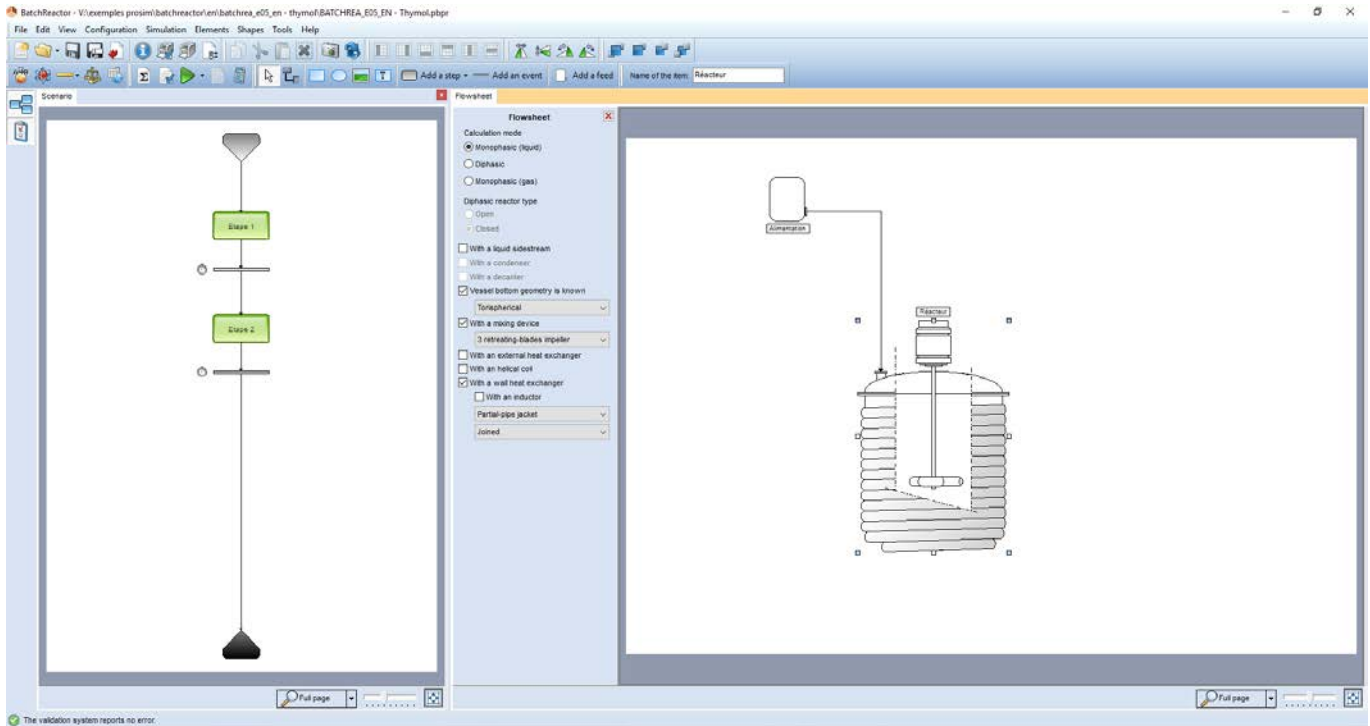 BatchReactor - V:\exemples prosim\batchreactor\en\batchrea_e05_en - thymol\BATCHREA_E05_EN - Thymol.pbpr
File Edit View Configuration Simulation Elements Shapes Tools Help
Add a step Add an event Add a feed Name of the item: Réacteur
Scenario
Flowsheet
Flowsheet
Calculation mode
Monophasic (liquid)
Diphasic
Monophasic (gas)
Diphasic reactor type
Open
Closed
With a liquid sidestream
With a condenser
With a decanter
Vessel bottom geometry is known
Torispherical
With a mixing device
3 retreating-blades impeller
With an external heat exchanger
With an helical coil
With a wall heat exchanger
With an inductor
Partial-pipe jacket
Joined
Etape 1
Etape 2
Alimentation
Réacteur
Full page
Full page
The validation system reports no error.